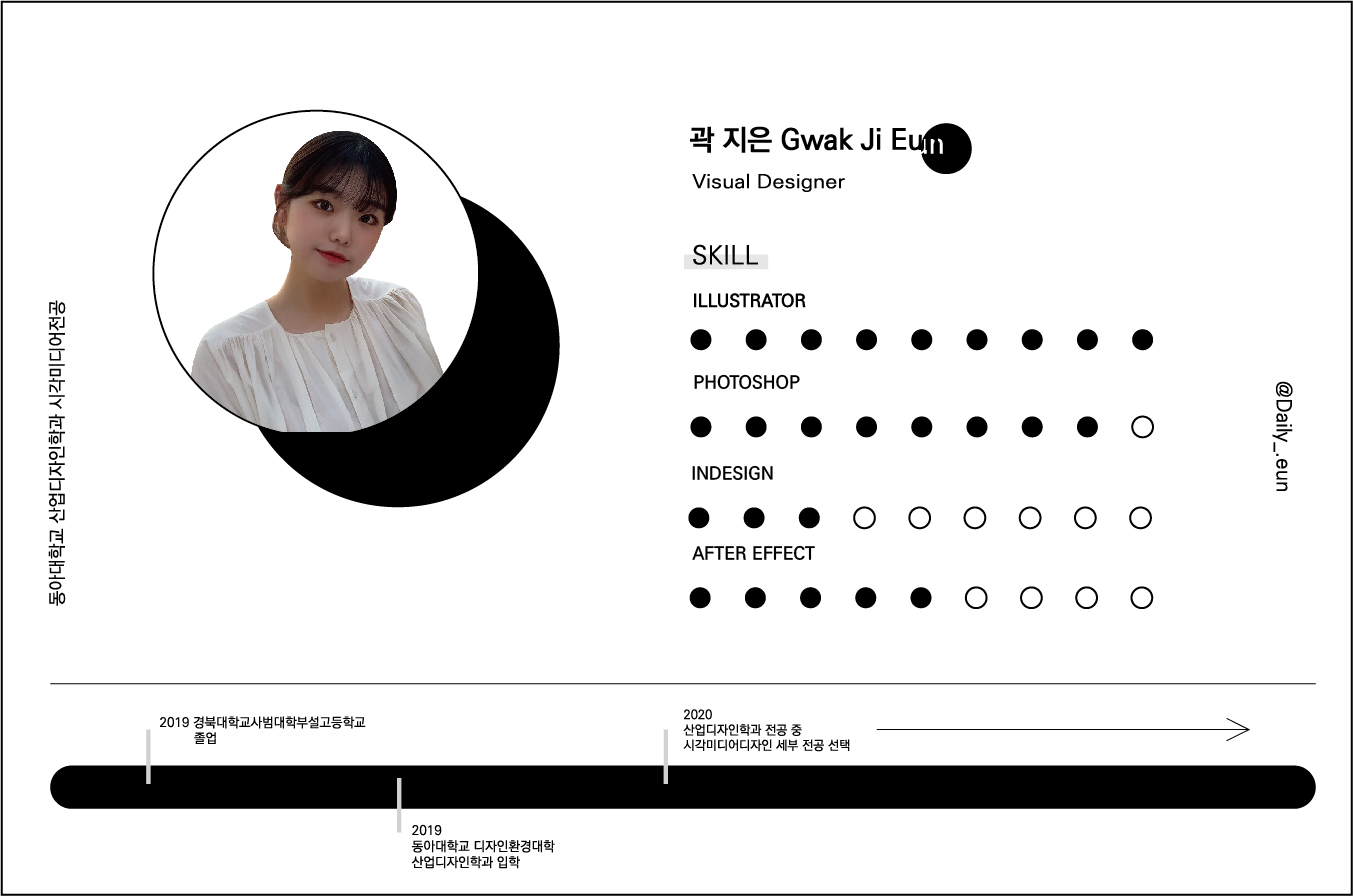 곽 지은 Gwak Ji Eun
Visual Designer
SKILL
ILLUSTRATOR
PHOTOSHOP
INDESIGN
AFTER EFFECT
동아대학교 산업디자인학과 시각미디어전공
@Daily_.eun
2019 경북대학교사범대학부설고등학교
졸업
2019
동아대학교 디자인환경대학
산업디자인학과 입학
2020
산업디자인학과 전공 중
시각미디어디자인 세부 전공 선택